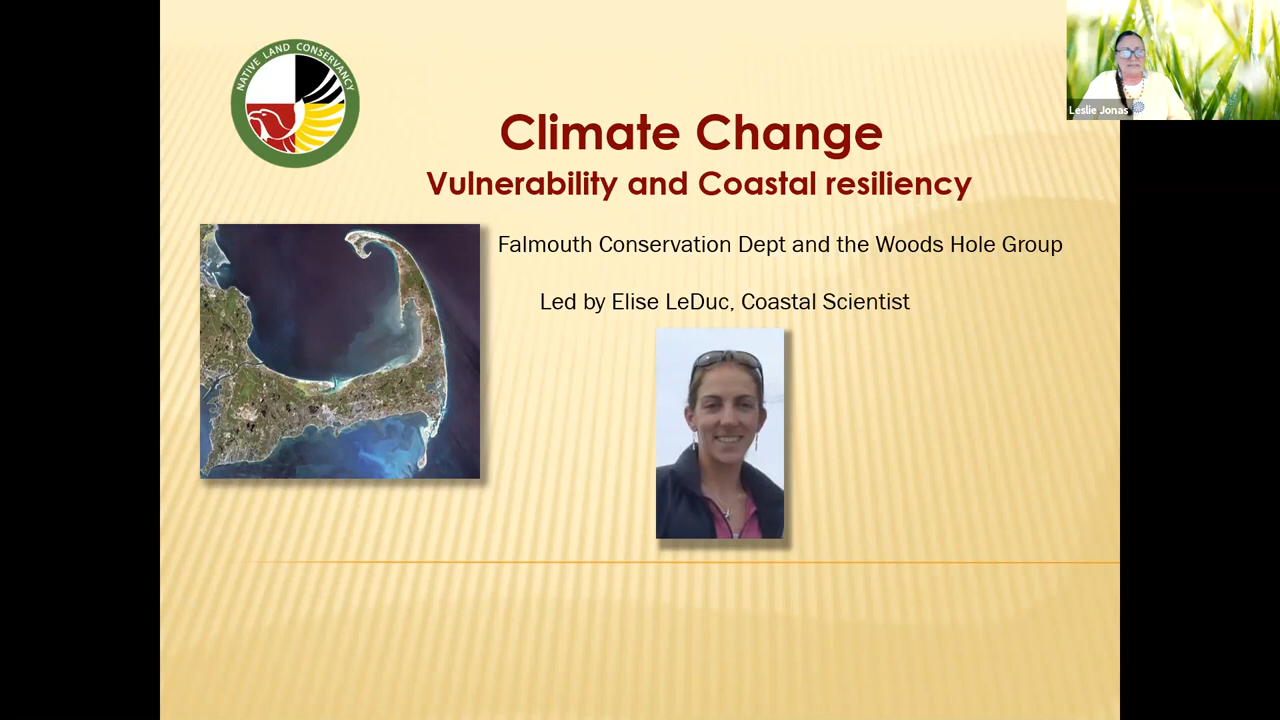 NATIVE LAND CONSERVANCY
Leslie Jonas
Climate Change
Vulnerability and Coastal resiliency
Falmouth Conservation Dept and the Woods Hole Group
Led by Elise LeDuc, Coastal Scientist